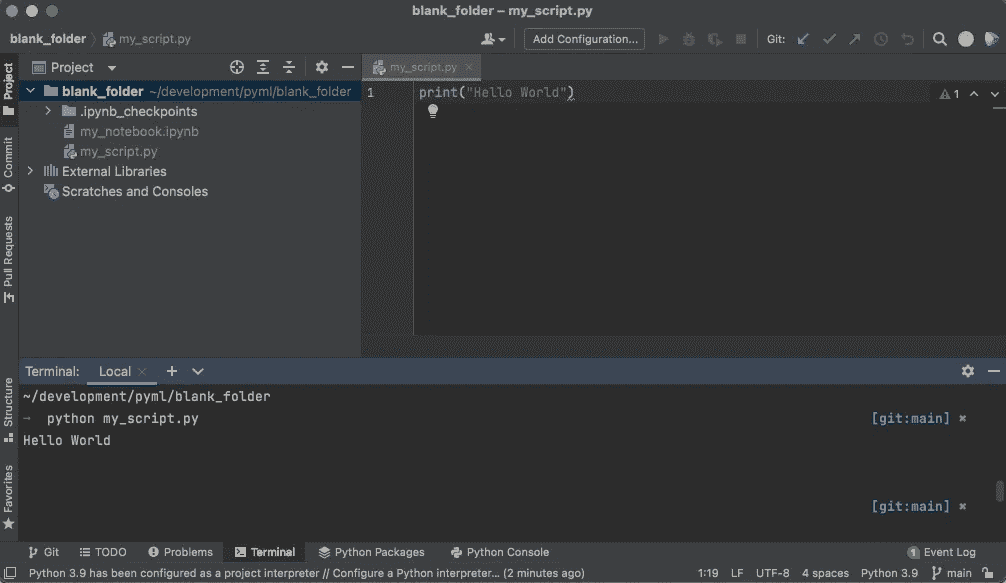 blank_folder – my_script.py
blank_folder my_script.py Add Configuration... Git:
Project
Project
my_script.py
blank_folder ~/development/pyml/blank_folder
.ipynb_checkpoints
my_notebook.ipynb
my_script.py
External Libraries
Scratches and Consoles
1 print("Hello World") 1
Commit
Pull Requests
Structure
Favorites
Terminal: Local
~/development/pyml/blank_folder
→ python my_script.py [git:main]
Hello World
[git:main]
Git TODO Problems Terminal Python Packages Python Console 1 Event Log
Python 3.9 has been configured as a project interpreter // Configure a Python interpreter... (2 minutes ago) 1:19 LF UTF-8 4 spaces Python 3.9 main